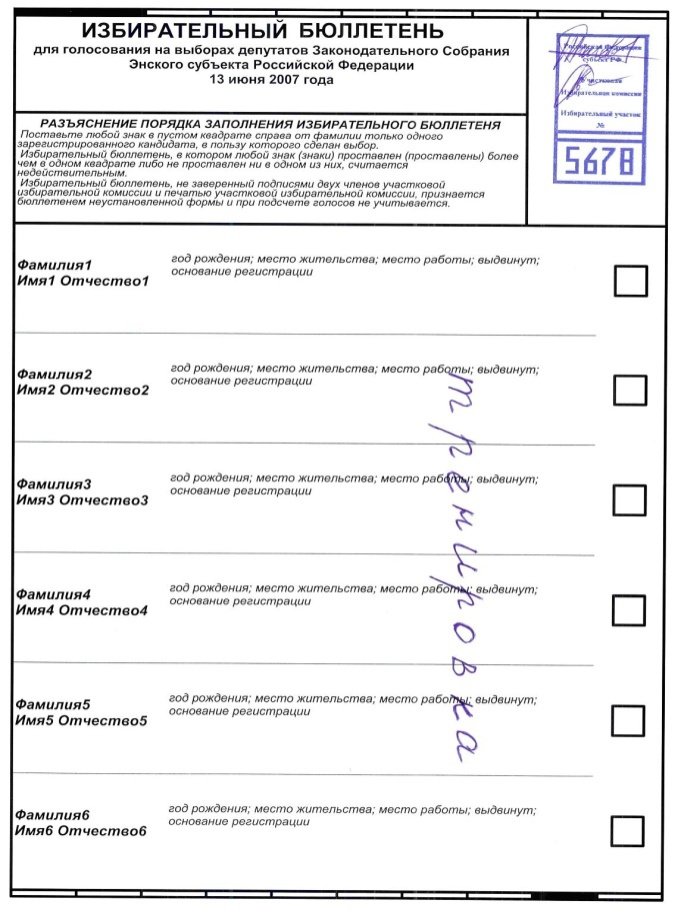 ИЗБИРАТЕЛЬНЫЙ БЮЛЛЕТЕНЬ
для голосования на выборах депутатов Законодательного Собрания
Энского субъекта Российской Федерации
13 июня 2007 года
Российская Федерация
субъект РФ
Участковая
Избирательная комиссия
Избирательный участок
№
5678
РАЗЪЯСНЕНИЕ ПОРЯДКА ЗАПОЛНЕНИЯ ИЗБИРАТЕЛЬНОГО БЮЛЛЕТЕНЯ
Поставьте любой знак в пустом квадрате справа от фамилии только одного
зарегистрированного кандидата, в пользу которого сделан выбор.
Избирательный бюллетень, в котором любой знак (знаки) проставлен (проставлены) более
чем в одном квадрате либо не проставлен ни в одном из них, считается
недействительным.
Избирательный бюллетень, не заверенный подписями двух членов участковой
избирательной комиссии и печатью участковой избирательной комиссии, признается
бюллетенем неустановленной формы и при подсчете голосов не учитывается.
Фамилия1
Имя1 Отчество1
год рождения; место жительства; место работы; выдвинут;
основание регистрации
Фамилия2
Имя2 Отчество2
год рождения; место жительства; место работы; выдвинут;
основание регистрации
Фамилия3
Имя3 Отчество3
год рождения; место жительства; место работы; выдвинут;
основание регистрации
Фамилия4
Имя4 Отчество4
год рождения; место жительства; место работы; выдвинут;
основание регистрации
Фамилия5
Имя5 Отчество5
год рождения; место жительства; место работы; выдвинут;
основание регистрации
Фамилия6
Имя6 Отчество6
год рождения; место жительства; место работы; выдвинут;
основание регистрации
тренировка